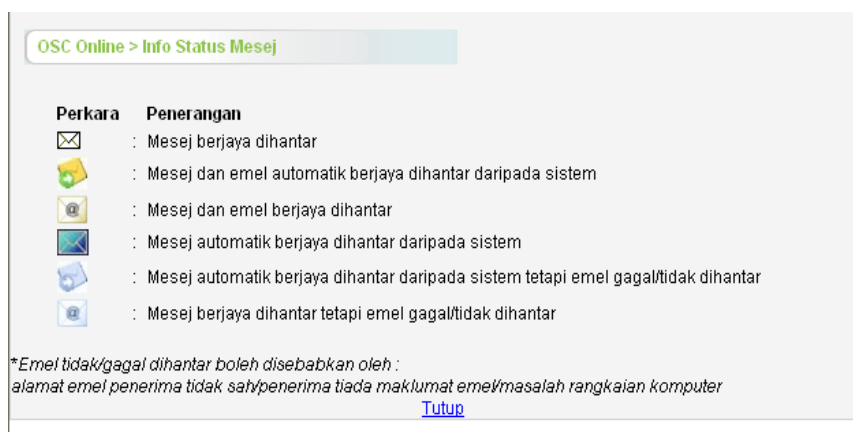 OSC Online > Info Status Mesej
Perkara Penerangan
: Mesej berjaya dihantar
: Mesej dan emel automatik berjaya dihantar daripada sistem
@ : Mesej dan emel berjaya dihantar
: Mesej automatik berjaya dihantar daripada sistem
: Mesej automatik berjaya dihantar daripada sistem tetapi emel gagal/tidak dihantar
@ : Mesej berjaya dihantar tetapi emel gagal/tidak dihantar
*Emel tidak/gagal dihantar boleh disebabkan oleh :
alamat emel penerima tidak sah/penerima tiada maklumat emel/masalah rangkaian komputer
Tutup